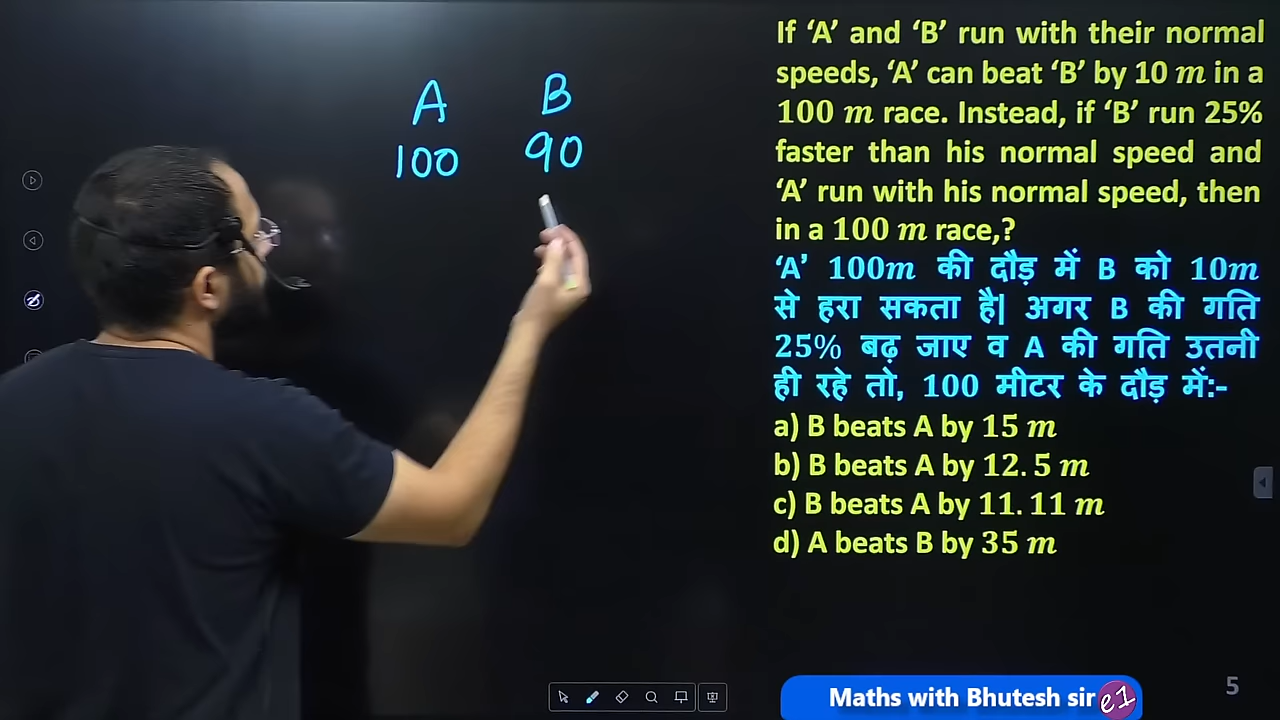 A B
100 90
If ‘A’ and ‘B’ run with their normal
speeds, ‘A’ can beat ‘B’ by 10 m in a
100 m race. Instead, if ‘B’ run 25%
faster than his normal speed and
‘A’ run with his normal speed, then
in a 100 m race,?
‘A’ 100m की दौड़ में B को 10m
से हरा सकता है| अगर B की गति
25% बढ़ जाए व A की गति उतनी
ही रहे तो, 100 मीटर के दौड़ में:-
a) B beats A by 15 m
b) B beats A by 12. 5 m
c) B beats A by 11. 11 m
d) A beats B by 35 m
Maths with Bhutesh sir e1
5